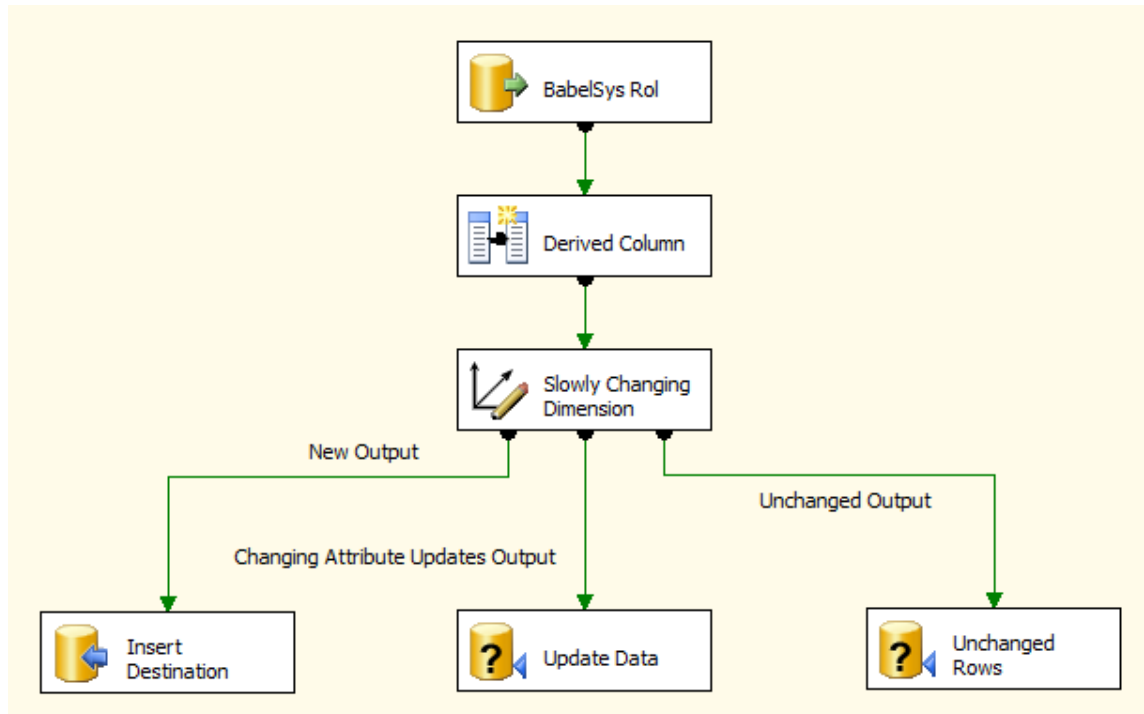 BabelSys Rol
Derived Column
Slowly Changing
Dimension
New Output
Unchanged Output
Changing Attribute Updates Output
Insert
Destination
? Update Data
? Unchanged
Rows